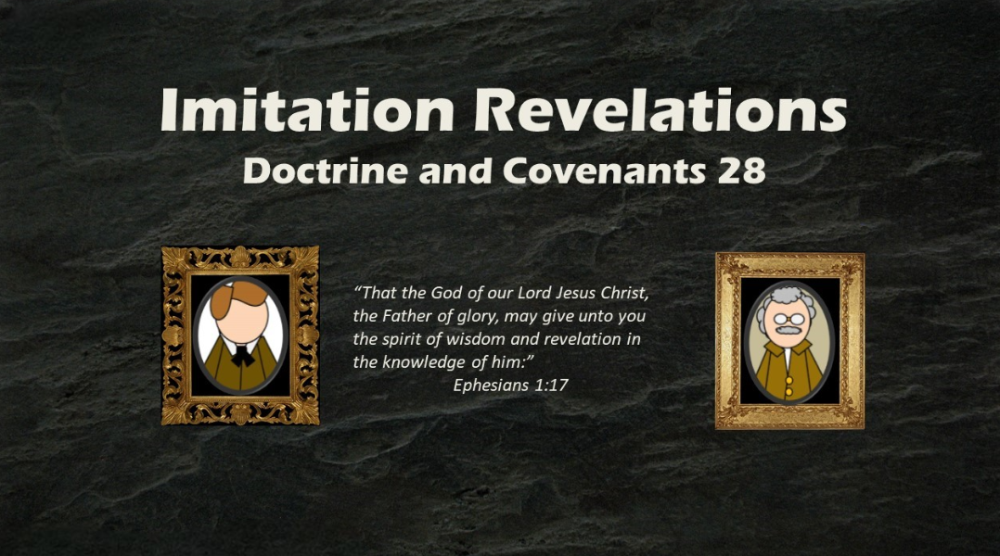 Imitation Revelations
Doctrine and Covenants 28
“That the God of our Lord Jesus Christ,
the Father of glory, may give unto you
the spirit of wisdom and revelation in
the knowledge of him:”
Ephesians 1:17